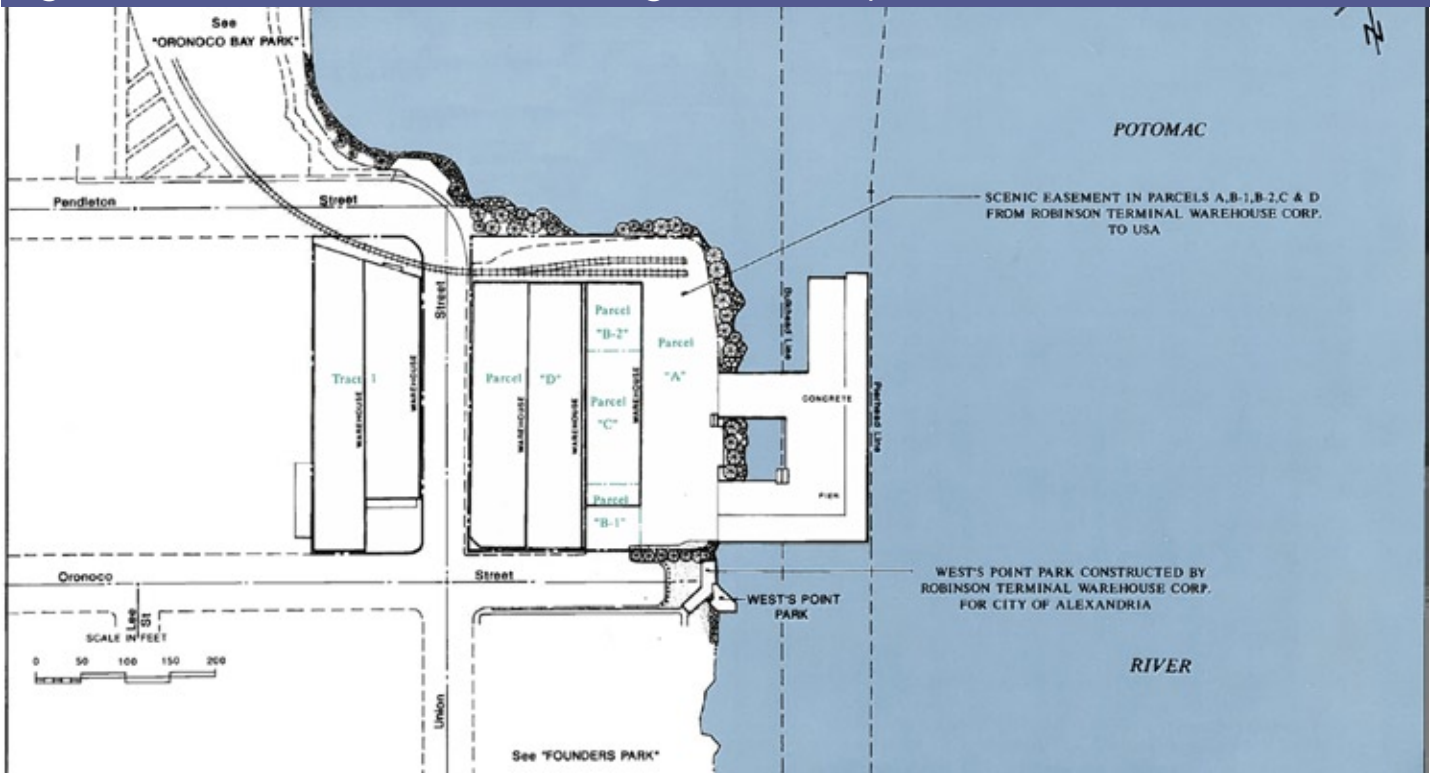 See
"ORONOCO BAY PARK"
N
POTOMAC
SCENIC EASEMENT IN PARCELS A,B-1,B-2,C & D
FROM ROBINSON TERMINAL WAREHOUSE CORP.
TO USA
Pendleton
Street
Street
Bulkhead Line
Parcel
"B-2"
Parcel
"A"
Tract 1
WAREHOUSE
WAREHOUSE
Parcel
"D"
WAREHOUSE
WAREHOUSE
Parcel
"C"
WAREHOUSE
CONCRETE
Pierhead Line
PIER
Parcel
"B-1"
Oronoco
Street
WEST'S POINT
PARK
WEST'S POINT PARK CONSTRUCTED BY
ROBINSON TERMINAL WAREHOUSE CORP.
FOR CITY OF ALEXANDRIA
Lee
St
SCALE IN FEET
0 50 100 150 200
RIVER
Union
See "FOUNDERS PARK"